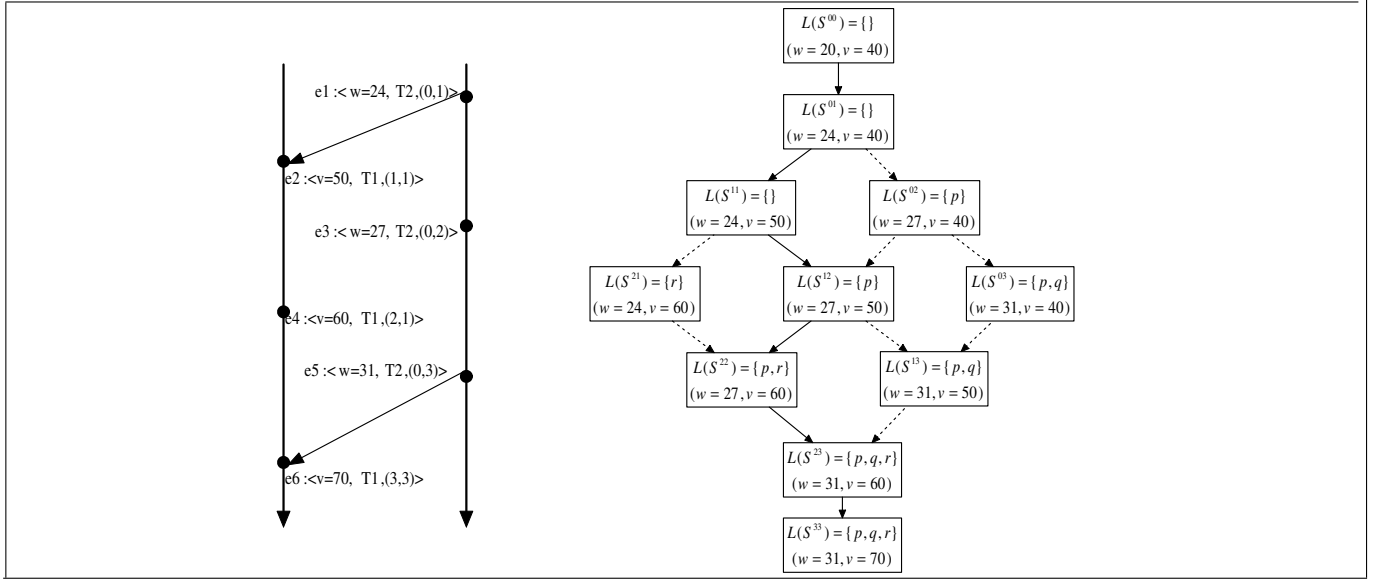 e1 :< w=24, T2,(0,1)>
e2 :<v=50, T1,(1,1)>
e3 :< w=27, T2,(0,2)>
e4 :<v=60, T1,(2,1)>
e5 :< w=31, T2,(0,3)>
e6 :<v=70, T1,(3,3)>
L(S^00) = {}
(w = 20, v = 40)
L(S^01) = {}
(w = 24, v = 40)
L(S^11) = {}
(w = 24, v = 50)
L(S^02) = {p}
(w = 27, v = 40)
L(S^21) = {r}
(w = 24, v = 60)
L(S^12) = {p}
(w = 27, v = 50)
L(S^03) = {p, q}
(w = 31, v = 40)
L(S^22) = {p, r}
(w = 27, v = 60)
L(S^13) = {p, q}
(w = 31, v = 50)
L(S^23) = {p, q, r}
(w = 31, v = 60)
L(S^33) = {p, q, r}
(w = 31, v = 70)